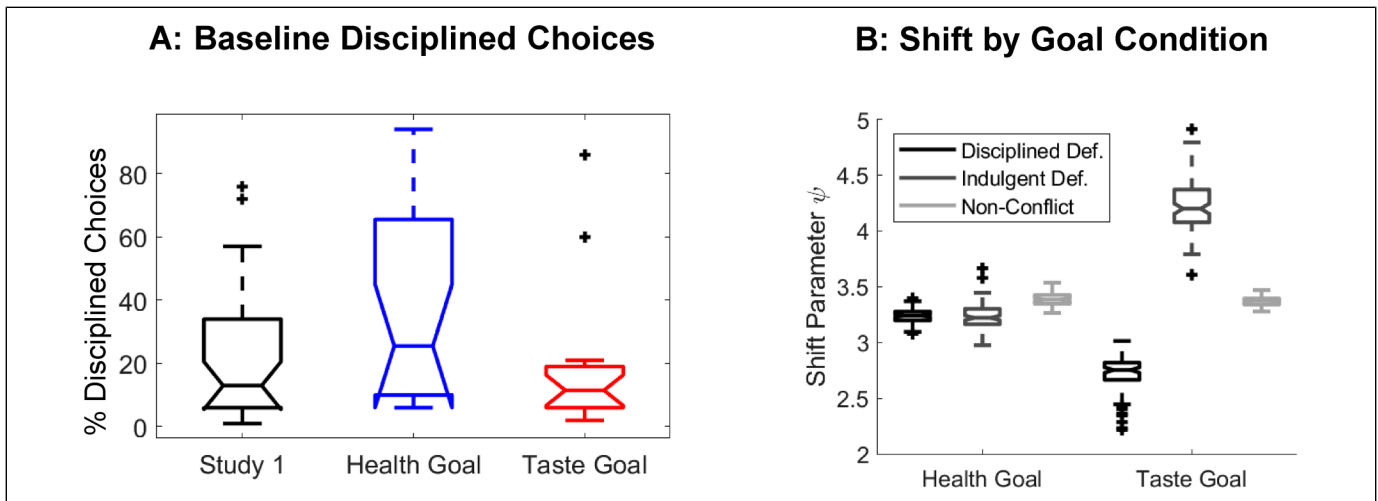 A: Baseline Disciplined Choices
% Disciplined Choices
80
60
40
20
0
Study 1 Health Goal Taste Goal
B: Shift by Goal Condition
Shift Parameter ψ
5
4.5
4
3.5
3
2.5
2
Disciplined Def.
Indulgent Def.
Non-Conflict
Health Goal Taste Goal